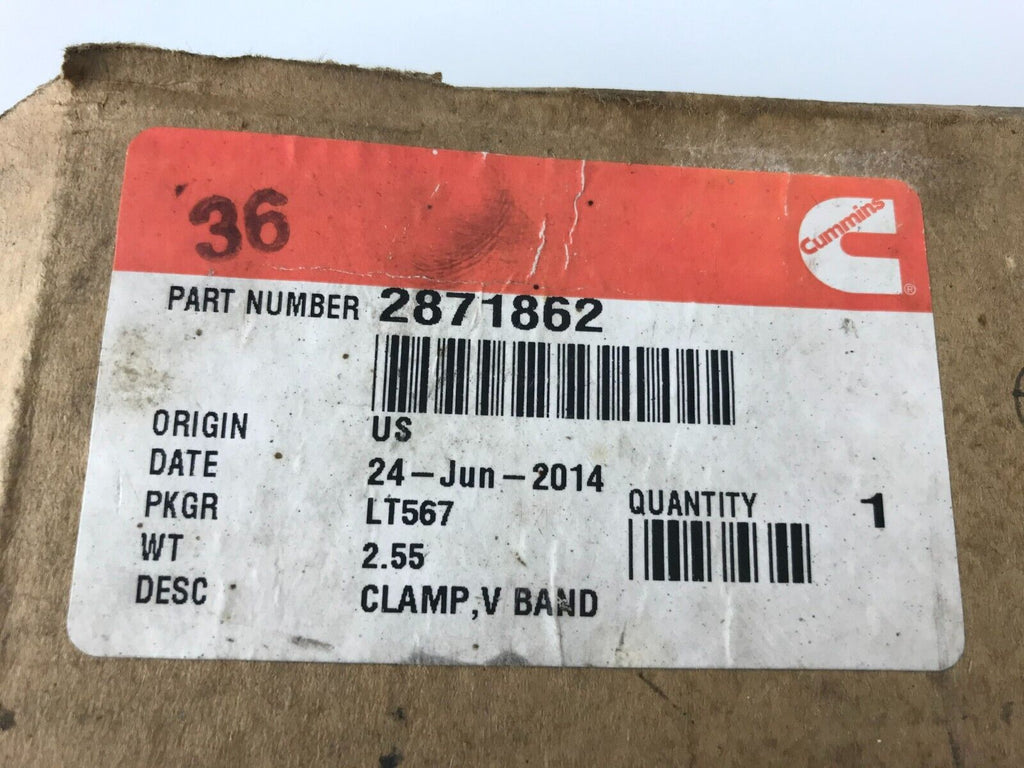 36
Cummins
®
PART NUMBER 2871862
ORIGIN US
DATE 24-Jun-2014
PKGR LT567
QUANTITY 1
WT 2.55
DESC CLAMP,V BAND